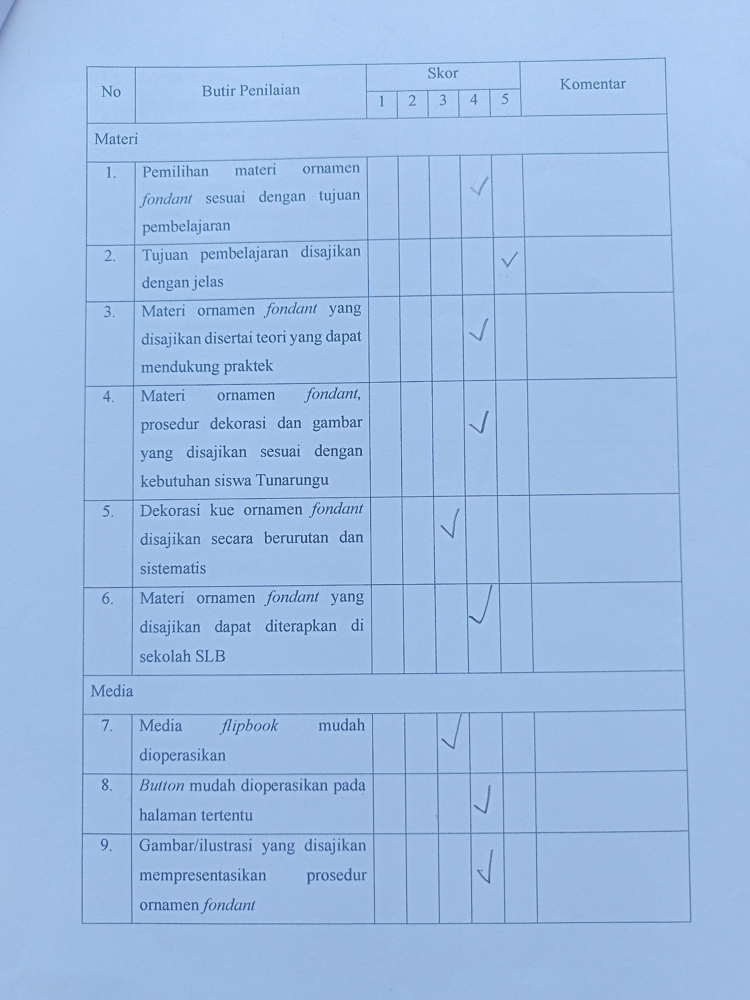 No Butir Penilaian Skor Komentar
1 2 3 4 5
Materi
1. Pemilihan materi ornamen
fondant sesuai dengan tujuan
pembelajaran
✓
2. Tujuan pembelajaran disajikan
dengan jelas
✓
3. Materi ornamen fondant yang
disajikan disertai teori yang dapat
mendukung praktek
✓
4. Materi ornamen fondant,
prosedur dekorasi dan gambar
yang disajikan sesuai dengan
kebutuhan siswa Tunarungu
✓
5. Dekorasi kue ornamen fondant
disajikan secara berurutan dan
sistematis
✓
6. Materi ornamen fondant yang
disajikan dapat diterapkan di
sekolah SLB
✓
Media
7. Media flipbook mudah
dioperasikan
✓
8. Button mudah dioperasikan pada
halaman tertentu
✓
9. Gambar/ilustrasi yang disajikan
mempresentasikan prosedur
ornamen fondant
✓